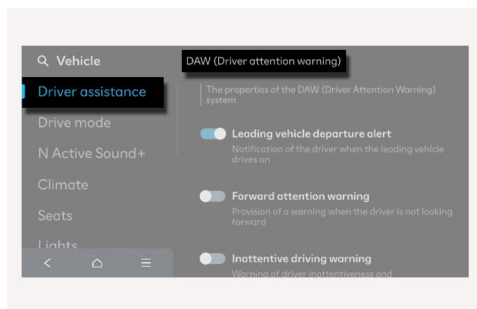 Vehicle
Driver assistance
Drive mode
N Active Sound+
Climate
Seats
Lights
DAW (Driver attention warning)
The properties of the DAW (Driver Attention Warning)
system
Leading vehicle departure alert
Notification of the driver when the leading vehicle
drives on
Forward attention warning
Provision of a warning when the driver is not looking
forward
Inattentive driving warning
Warning of driver inattentiveness and